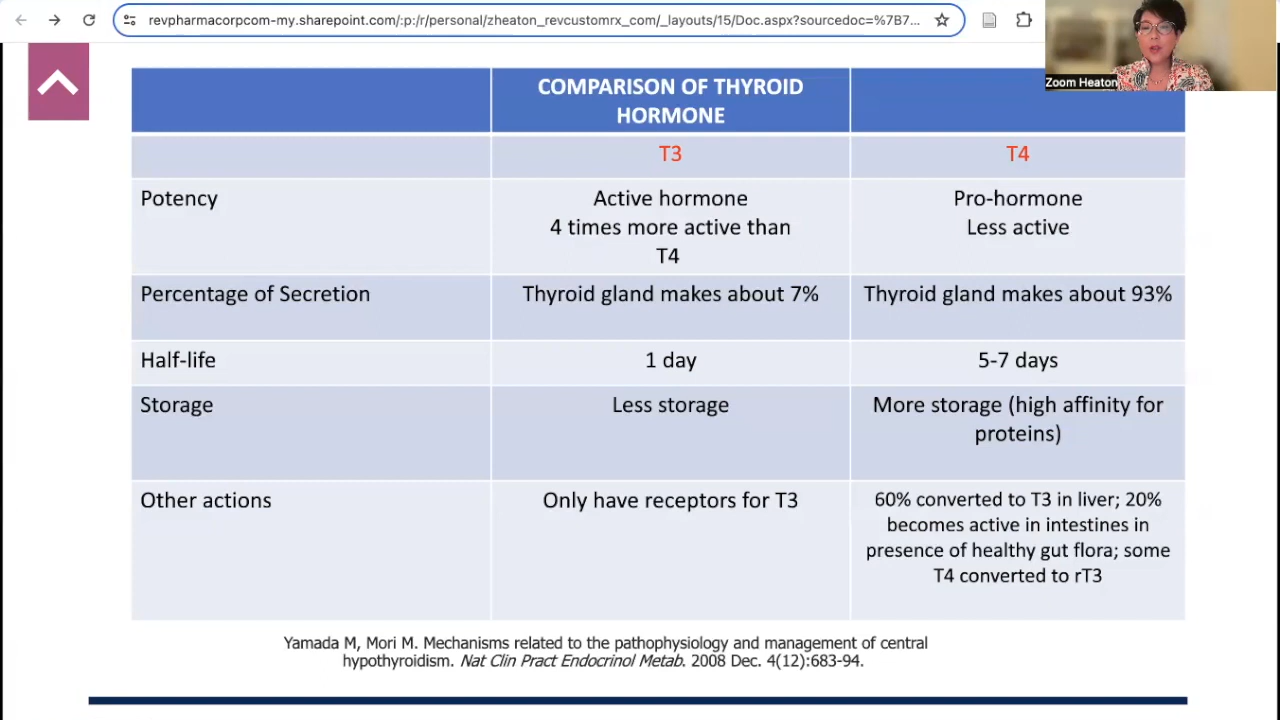 revpharmacorpcom-my.sharepoint.com/:p:/r/personal/zheaton_revcustomrx_com/_layouts/15/Doc.aspx?sourcedoc=%7B7...
Zoom Heaton
COMPARISON OF THYROID
HORMONE
T3
T4
Potency
Active hormone
4 times more active than
T4
Pro-hormone
Less active
Percentage of Secretion
Thyroid gland makes about 7%
Thyroid gland makes about 93%
Half-life
1 day
5-7 days
Storage
Less storage
More storage (high affinity for
proteins)
Other actions
Only have receptors for T3
60% converted to T3 in liver; 20%
becomes active in intestines in
presence of healthy gut flora; some
T4 converted to rT3
Yamada M, Mori M. Mechanisms related to the pathophysiology and management of central
hypothyroidism. Nat Clin Pract Endocrinol Metab. 2008 Dec. 4(12):683-94.